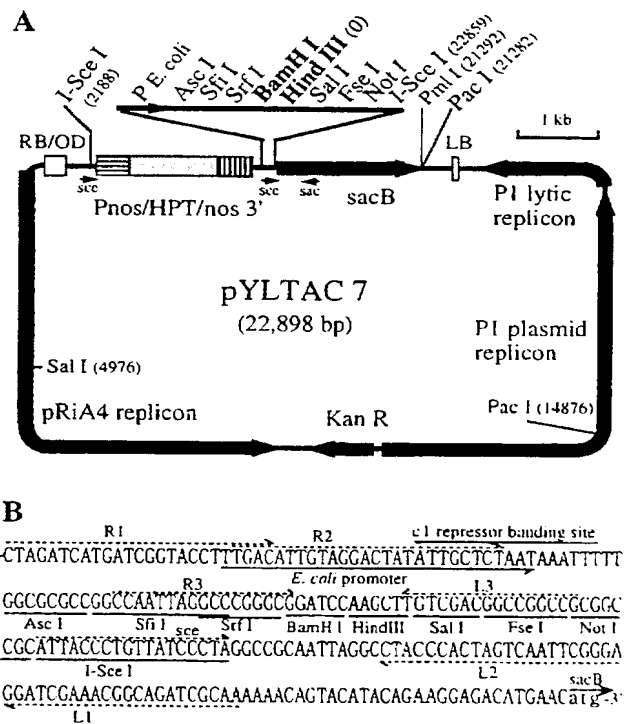 A
I-Sce I (2188)
P E. coli
Asc I
Sfi I
Srf I
BamH I
Hind III (0)
Sal I
Fse I
Not I
I-Sce I (22859)
Pml I (21292)
Pac I (21282)
1 kb
RB/OD
LB
sce
sce
sac
Pnos/HPT/nos 3'
sacB
P1 lytic
replicon
pYLTAC 7
(22,898 bp)
P1 plasmid
replicon
Sal I (4976)
Pac I (14876)
pRiA4 replicon
Kan R
B
R1
R2
c1 repressor banding site
CTAGATCATGATCGGTACCTTTGACATTGTAGGACTATATTGCTCTAATAAATTTTT
E. coli promoter
R3
L3
GGCGCGCCGGCCAATTAGGCCCGGGCGGATCCAAGCTTGTCGACGGCCGGCCGCGGC
Asc I
Sfi I
Srf I
BamH I
HindIII
Sal I
Fse I
Not I
sce
CGCATTACCCTGTTATCCCTAGGCCGCAATTAGGCCTACCCACTAGTCAATTCGGGA
I-Sce I
L2
sacB
GGATCGAAACGGCAGATCGCAAAAAACAGTACATACAGAAGGAGACATGAACatg-3'
L1